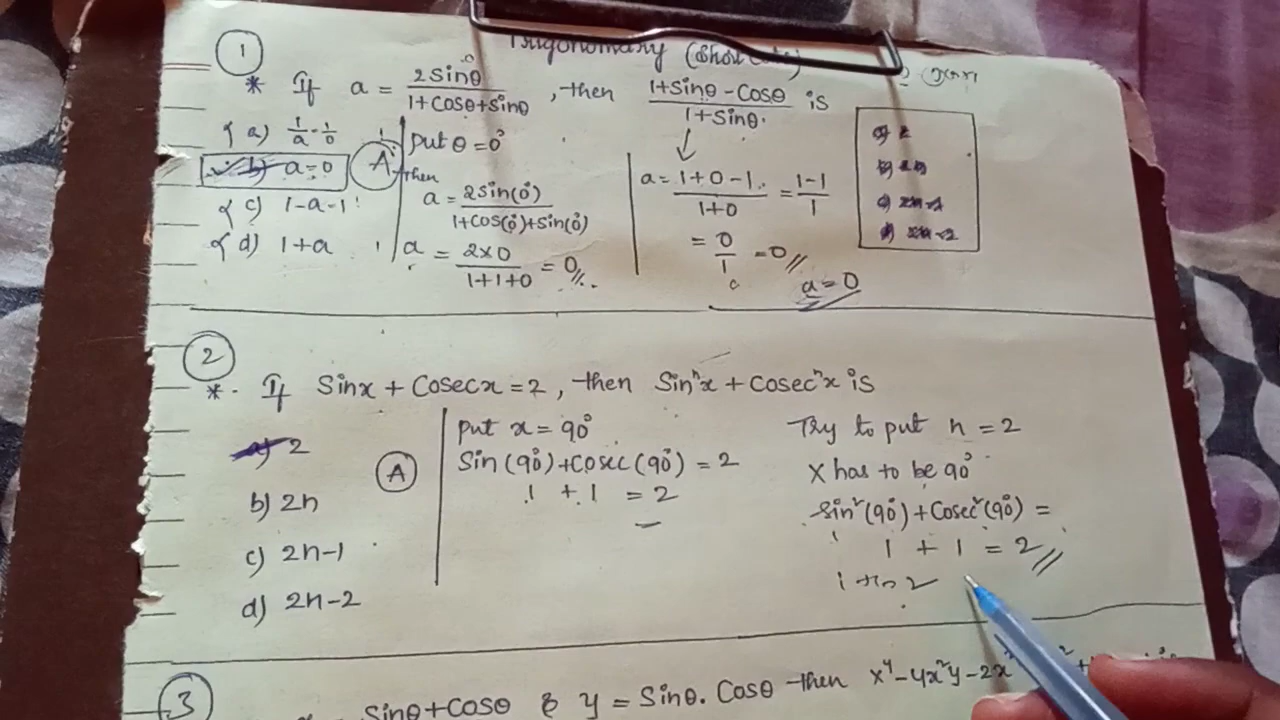 Trigonomary (Short cuts)
1
* If a = 2sinθ / 1+cosθ+sinθ , then 1+sinθ-cosθ / 1+sinθ is
a) 1/a - 1/0
b) a=0
c) 1-a-1
d) 1+a
A
put θ = 0°
then
a = 2sin(0°) / 1+cos(0°)+sin(0°)
a = 2×0 / 1+1+0 = 0
a = 1+0-1 / 1+0 = 1-1 / 1
= 0/1 = 0
a = 0
2
* If Sinx + Cosecx = 2, then Sinⁿx + Cosecⁿx is
a) 2
b) 2n
c) 2n-1
d) 2n-2
A
put x = 90°
Sin(90°)+Cosec(90°) = 2
1 + 1 = 2
Try to put n = 2
x has to be 90°
Sin²(90°)+Cosec²(90°) =
1 + 1 = 2
3
Sinθ+Cosθ & y = Sinθ.Cosθ then x⁴-4x²y-2x²